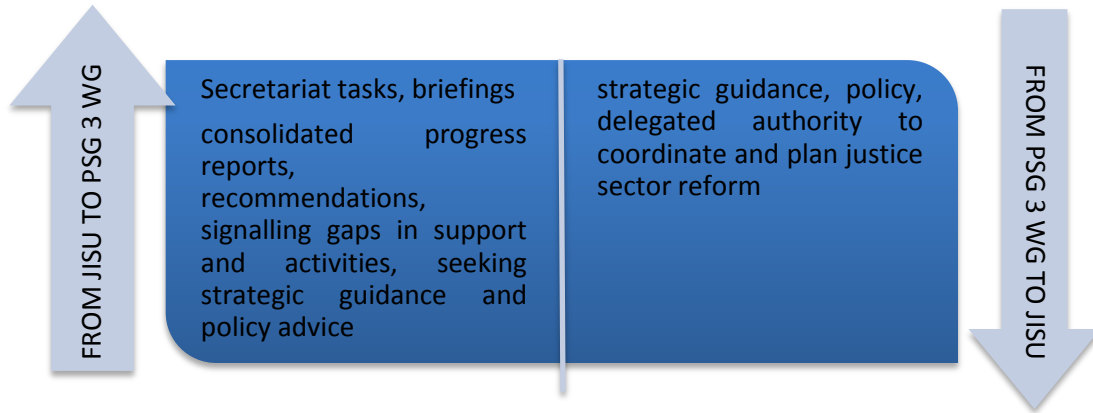 FROM JISU TO PSG 3 WG
Secretariat tasks, briefings
consolidated progress
reports,
recommendations,
signalling gaps in support
and activities, seeking
strategic guidance and
policy advice
strategic guidance, policy,
delegated authority to
coordinate and plan justice
sector reform
FROM PSG 3 WG TO JISU